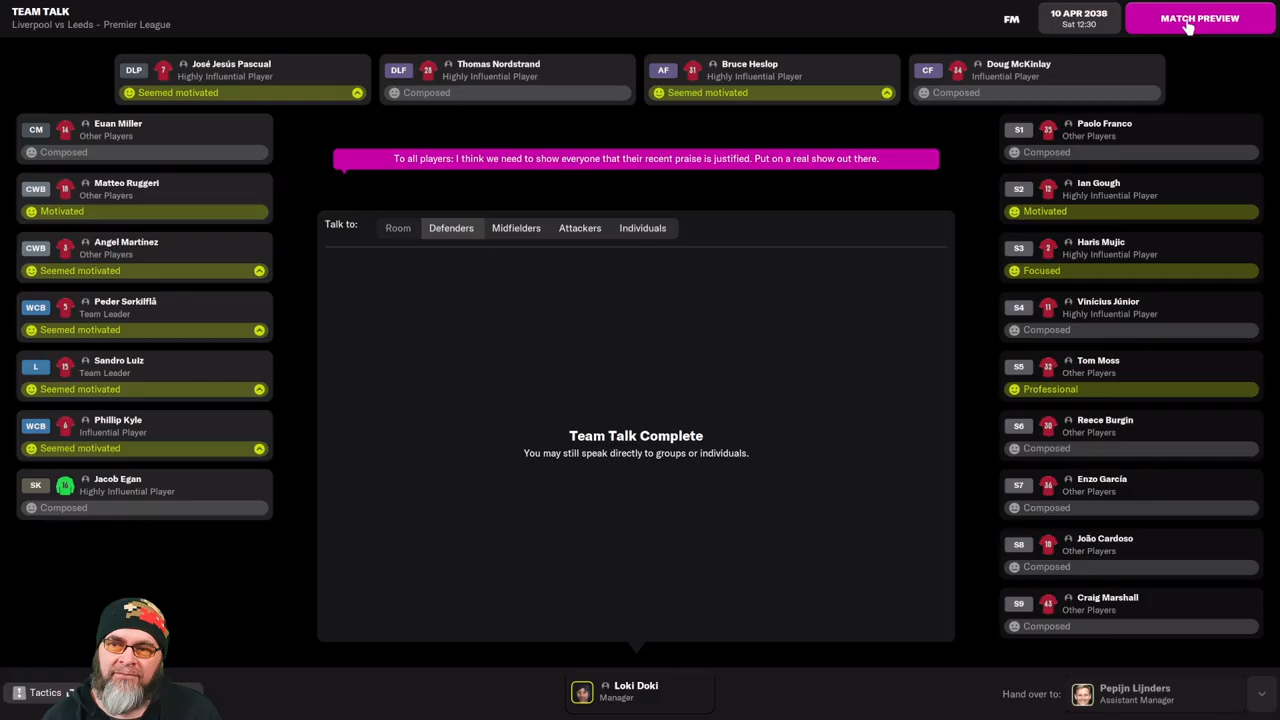 TEAM TALK
Liverpool vs Leeds - Premier League
FM
10 APR 2038
Sat 12:30
MATCH PREVIEW
DLP 7 José Jesús Pascual
Highly Influential Player
Seemed motivated
DLF 28 Thomas Nordstrand
Highly Influential Player
Composed
AF 31 Bruce Heslop
Highly Influential Player
Seemed motivated
CF 34 Doug McKinlay
Influential Player
Composed
CM 14 Euan Miller
Other Players
Composed
CWB 18 Matteo Ruggeri
Other Players
Motivated
CWB 3 Angel Martínez
Other Players
Seemed motivated
WCB 5 Peder Sørkilflå
Team Leader
Seemed motivated
L 15 Sandro Luiz
Team Leader
Seemed motivated
WCB 6 Phillip Kyle
Influential Player
Seemed motivated
SK 16 Jacob Egan
Highly Influential Player
Composed
To all players: I think we need to show everyone that their recent praise is justified. Put on a real show out there.
Talk to: Room Defenders Midfielders Attackers Individuals
Team Talk Complete
You may still speak directly to groups or individuals.
S1 35 Paolo Franco
Other Players
Composed
S2 12 Ian Gough
Highly Influential Player
Motivated
S3 2 Haris Mujic
Highly Influential Player
Focused
S4 11 Vinícius Júnior
Highly Influential Player
Composed
S5 32 Tom Moss
Other Players
Professional
S6 30 Reece Burgin
Other Players
Composed
S7 36 Enzo García
Other Players
Composed
S8 10 João Cardoso
Other Players
Composed
S9 43 Craig Marshall
Other Players
Composed
Tactics
Loki Doki
Manager
Hand over to:
Pepijn Lijnders
Assistant Manager